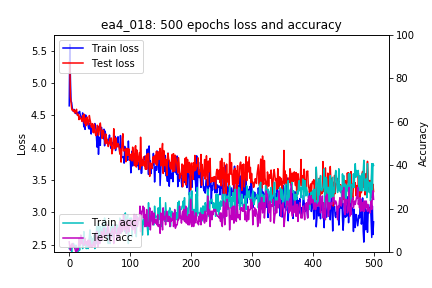 ea4_018: 500 epochs loss and accuracy
Train loss
Test loss
Train acc
Test acc
Loss
5.5
5.0
4.5
4.0
3.5
3.0
2.5
100
80
60
40
20
0
Accuracy
0 100 200 300 400 500